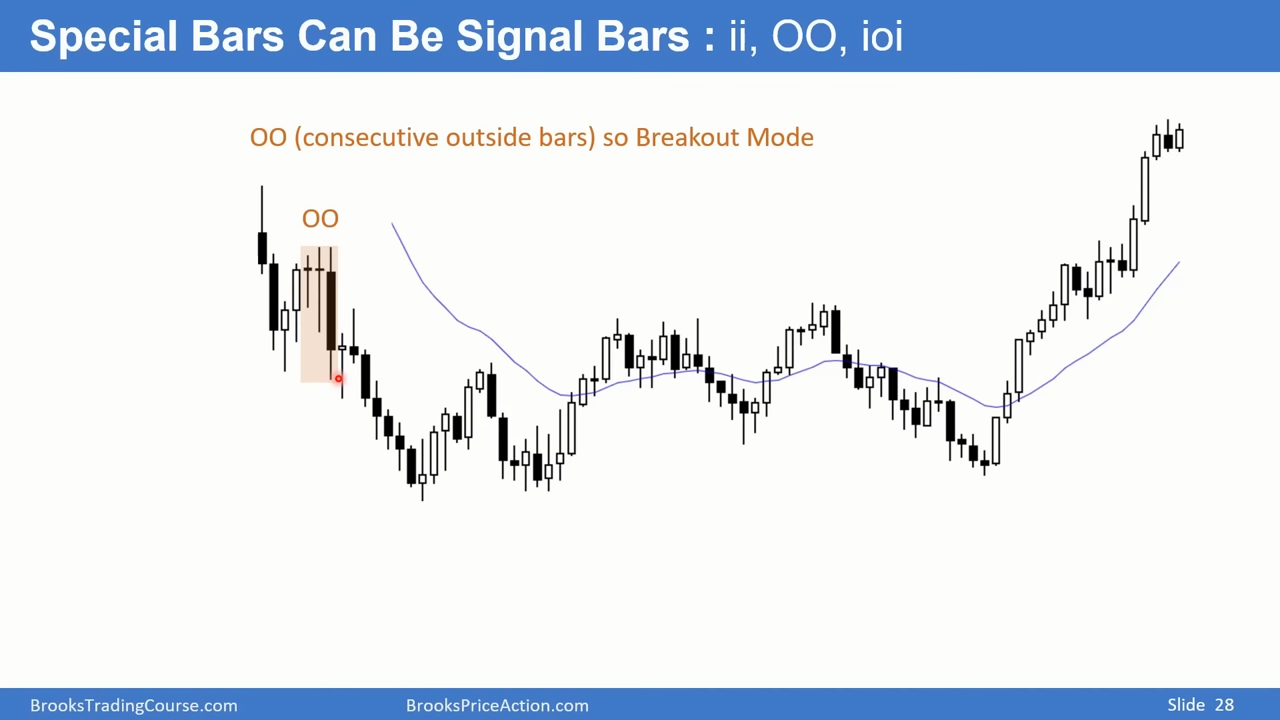 Special Bars Can Be Signal Bars : ii, OO, ioi
OO (consecutive outside bars) so Breakout Mode
OO
BrooksTradingCourse.com BrooksPriceAction.com Slide 28